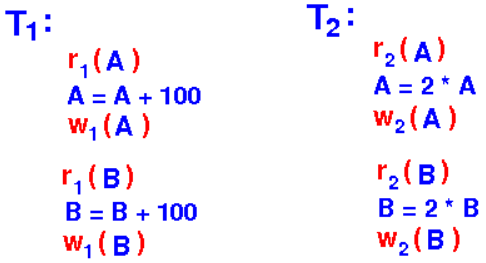 T1:
r1(A)
A = A + 100
w1(A)
r1(B)
B = B + 100
w1(B)
T2:
r2(A)
A = 2 * A
w2(A)
r2(B)
B = 2 * B
w2(B)